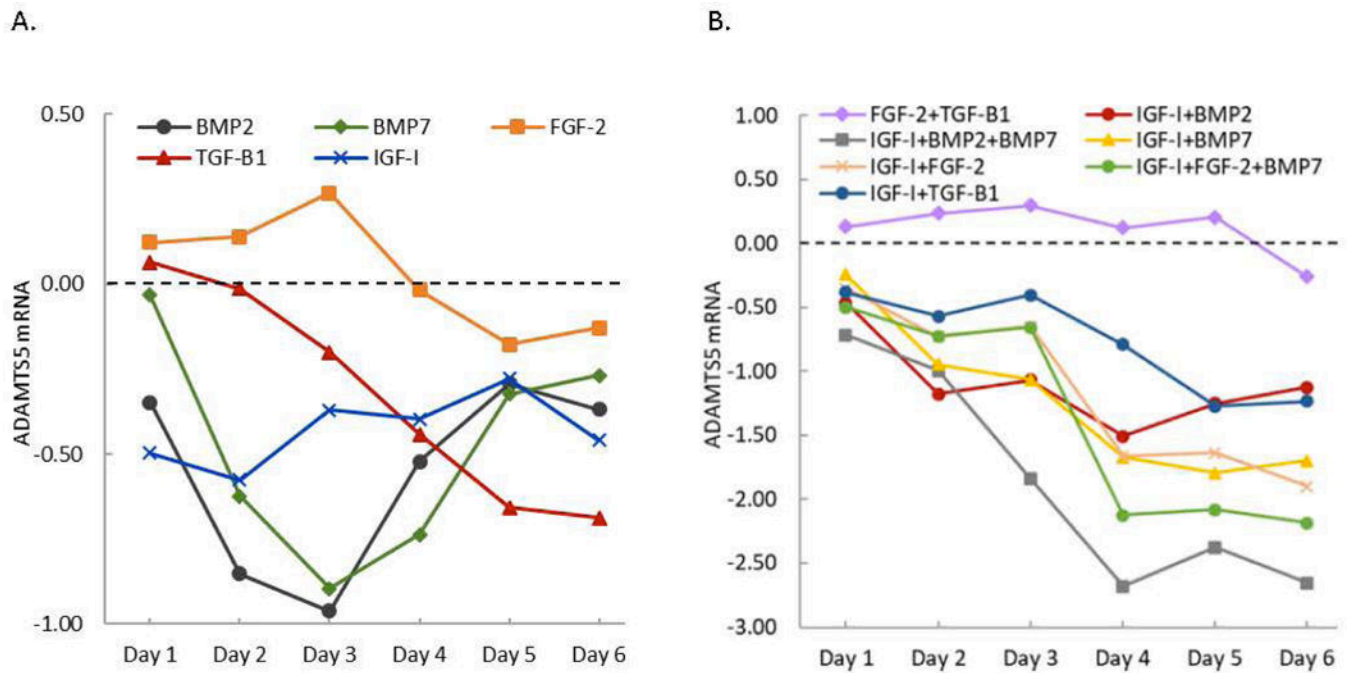 A.
0.50
0.00
-0.50
-1.00
ADAMTS5 mRNA
BMP2 BMP7 FGF-2
TGF-B1 IGF-I
Day 1 Day 2 Day 3 Day 4 Day 5 Day 6
B.
1.00
0.50
0.00
-0.50
-1.00
-1.50
-2.00
-2.50
-3.00
ADAMTS5 mRNA
FGF-2+TGF-B1 IGF-I+BMP2
IGF-I+BMP2+BMP7 IGF-I+BMP7
IGF-I+FGF-2 IGF-I+FGF-2+BMP7
IGF-I+TGF-B1
Day 1 Day 2 Day 3 Day 4 Day 5 Day 6